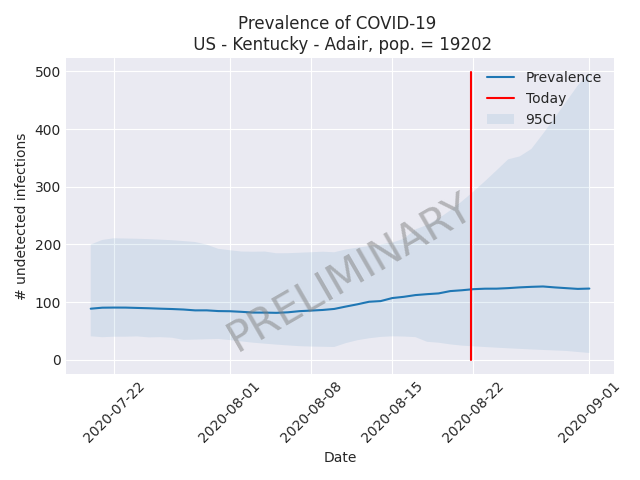 Prevalence of COVID-19
US - Kentucky - Adair, pop. = 19202
500
400
300
200
100
0
# undetected infections
Prevalence
Today
95CI
PRELIMINARY
2020-07-22
2020-08-01
2020-08-08
2020-08-15
2020-08-22
2020-09-01
Date